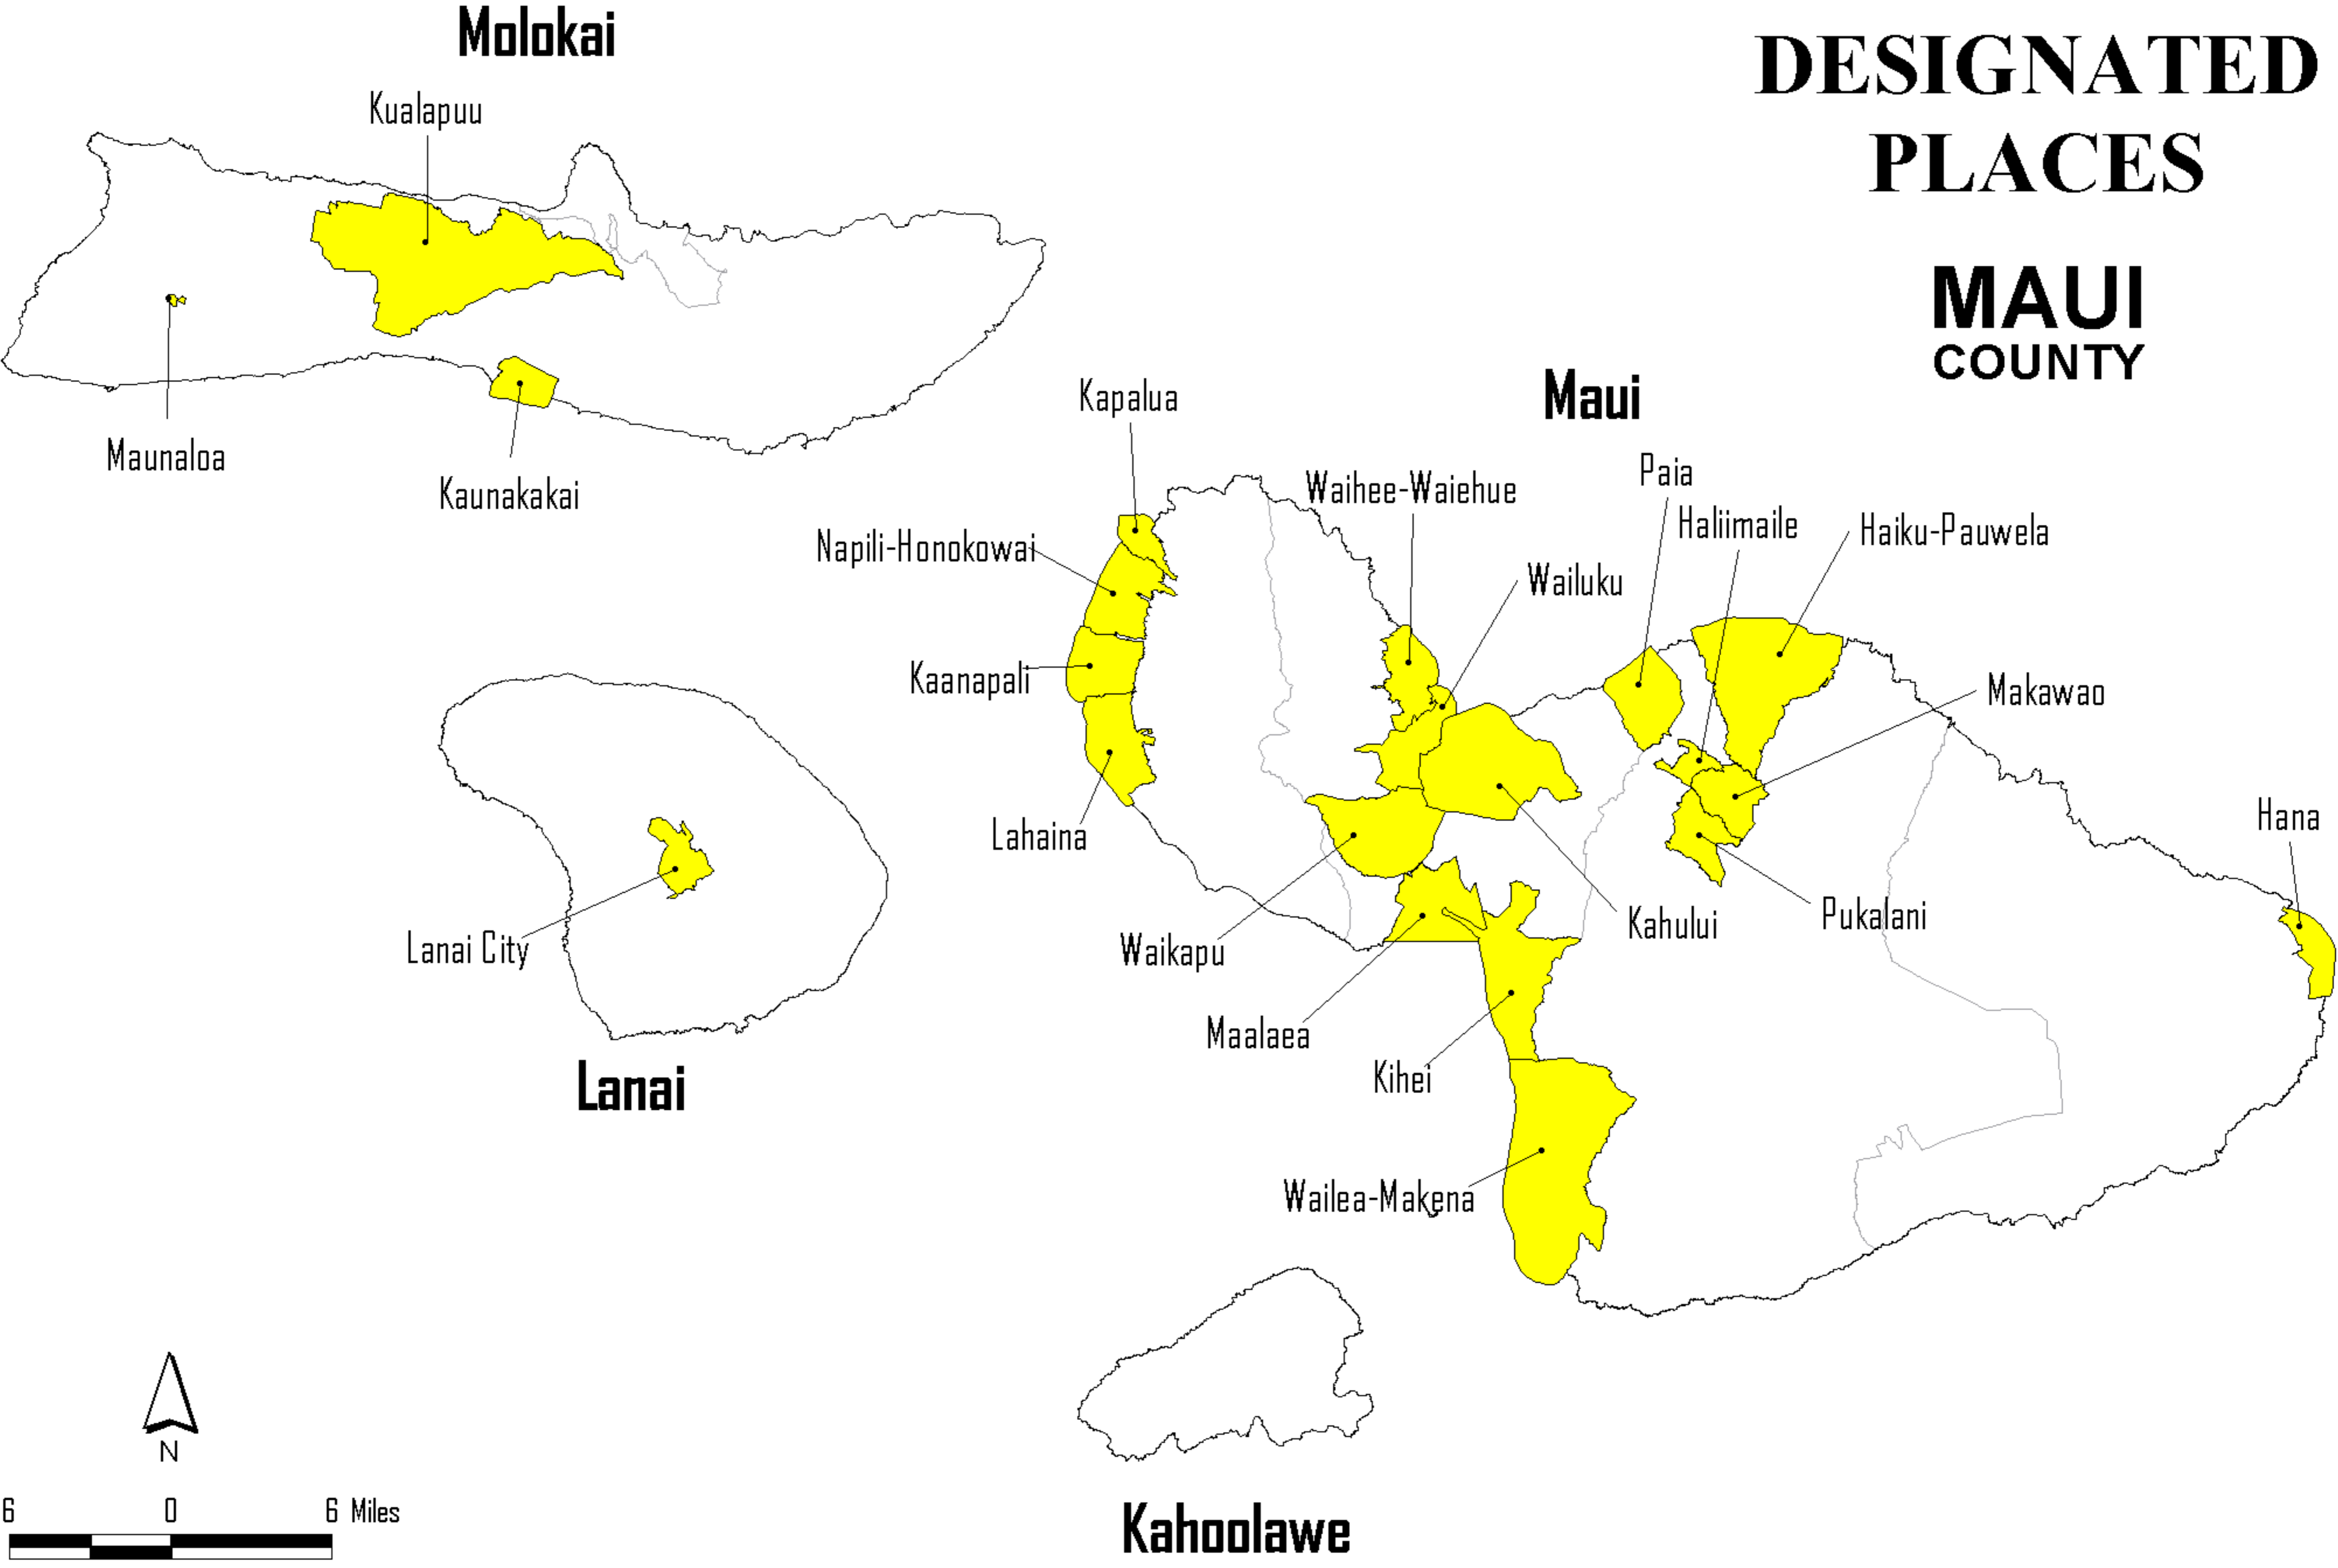 Molokai
DESIGNATED
PLACES
MAUI
COUNTY
Kualapuu
Maunaloa
Kaunakakai
Maui
Kapalua
Waihee-Waiehue
Paia
Haliimaile
Haiku-Pauwela
Napili-Honokowai
Wailuku
Kaanapali
Makawao
Lahaina
Hana
Lanai City
Waikapu
Kahului
Pukalani
Maalaea
Kihei
Lanai
Wailea-Makena
Kahoolawe
N
6 0 6 Miles